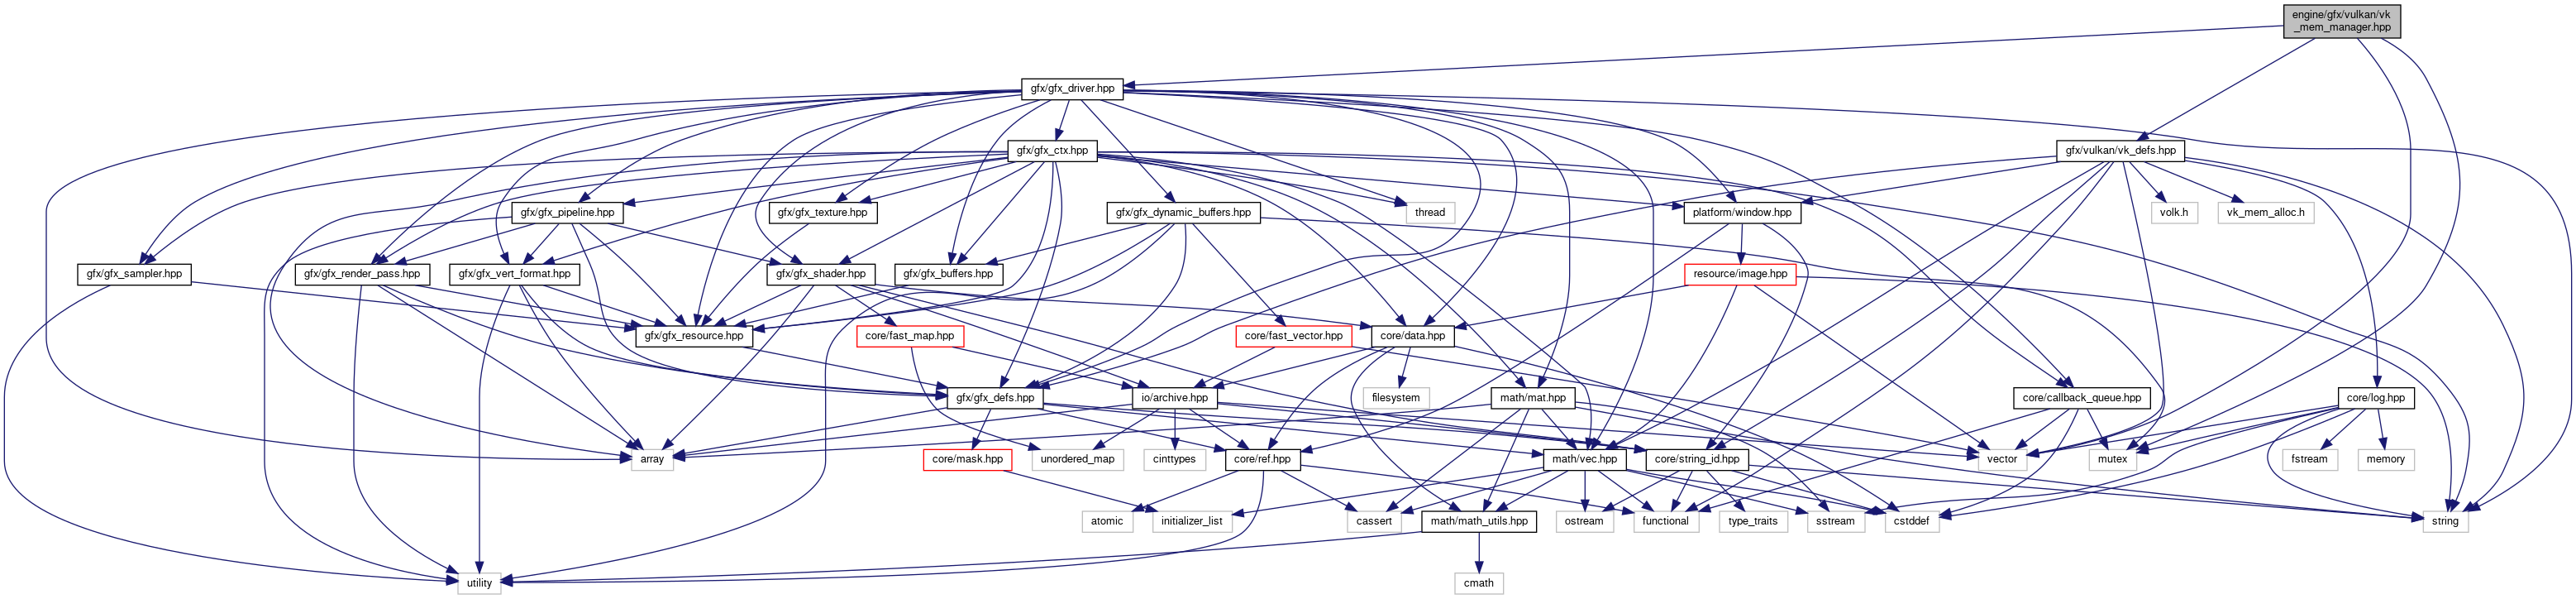 engine/gfx/vulkan/vk
_mem_manager.hpp
gfx/gfx_driver.hpp
gfx/gfx_ctx.hpp
gfx/vulkan/vk_defs.hpp
gfx/gfx_pipeline.hpp
gfx/gfx_texture.hpp
gfx/gfx_dynamic_buffers.hpp
thread
platform/window.hpp
volk.h
vk_mem_alloc.h
gfx/gfx_sampler.hpp
gfx/gfx_render_pass.hpp
gfx/gfx_vert_format.hpp
gfx/gfx_shader.hpp
gfx/gfx_buffers.hpp
resource/image.hpp
gfx/gfx_resource.hpp
core/fast_map.hpp
core/fast_vector.hpp
core/data.hpp
gfx/gfx_defs.hpp
io/archive.hpp
filesystem
math/mat.hpp
core/callback_queue.hpp
core/log.hpp
array
core/mask.hpp
unordered_map
cinttypes
core/ref.hpp
math/vec.hpp
core/string_id.hpp
vector
mutex
fstream
memory
atomic
initializer_list
cassert
math/math_utils.hpp
ostream
functional
type_traits
sstream
cstddef
string
utility
cmath